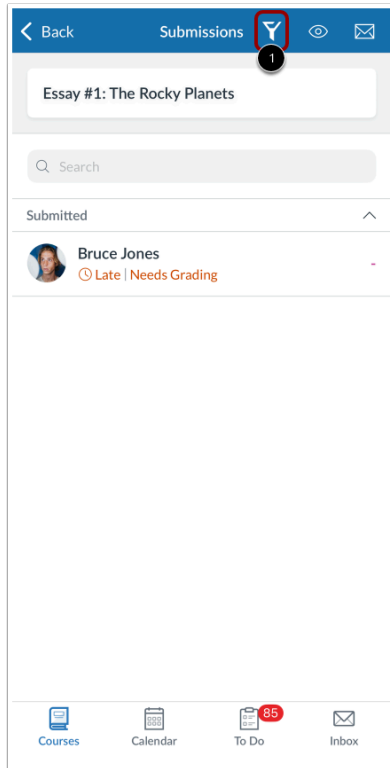 Back
Submissions
1
Essay #1: The Rocky Planets
Search
Submitted
Bruce Jones
Late | Needs Grading
-
85
Courses
Calendar
To Do
Inbox